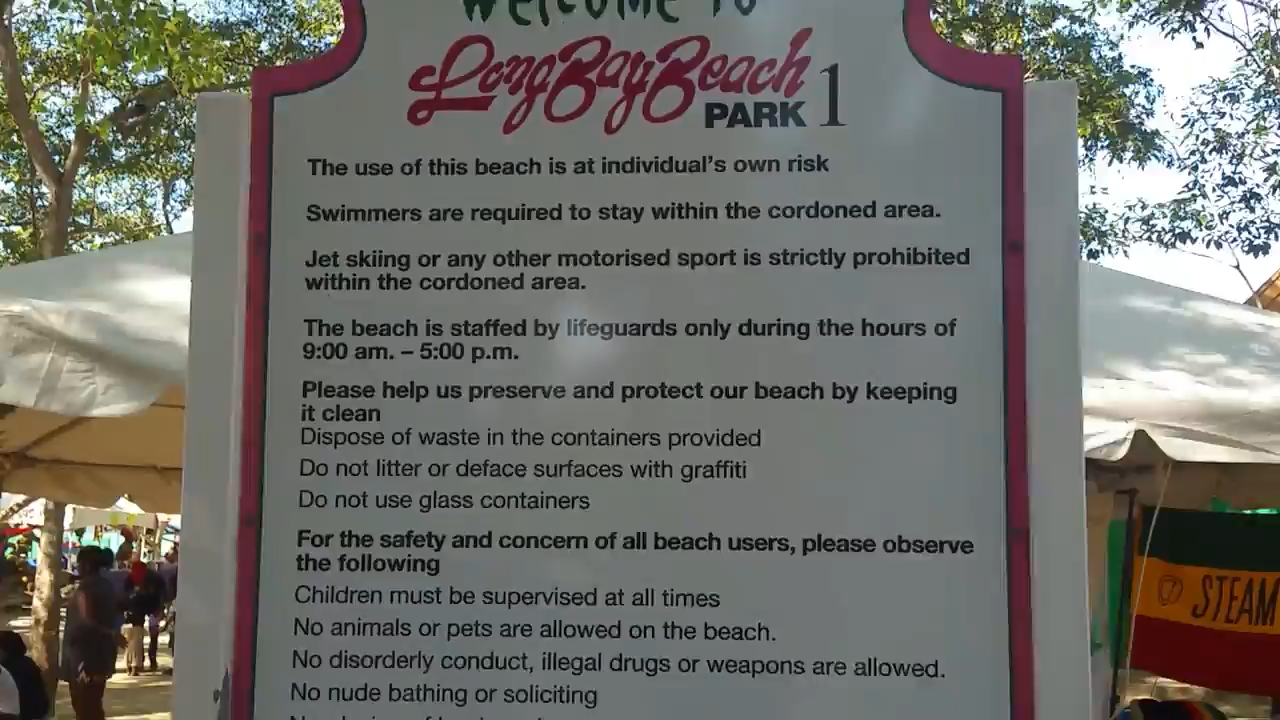 WELCOME TO
Long Bay Beach
PARK 1
The use of this beach is at individual's own risk
Swimmers are required to stay within the cordoned area.
Jet skiing or any other motorised sport is strictly prohibited
within the cordoned area.
The beach is staffed by lifeguards only during the hours of
9:00 am. – 5:00 p.m.
Please help us preserve and protect our beach by keeping
it clean
Dispose of waste in the containers provided
Do not litter or deface surfaces with graffiti
Do not use glass containers
For the safety and concern of all beach users, please observe
the following
Children must be supervised at all times
No animals or pets are allowed on the beach.
No disorderly conduct, illegal drugs or weapons are allowed.
No nude bathing or soliciting
STEAM